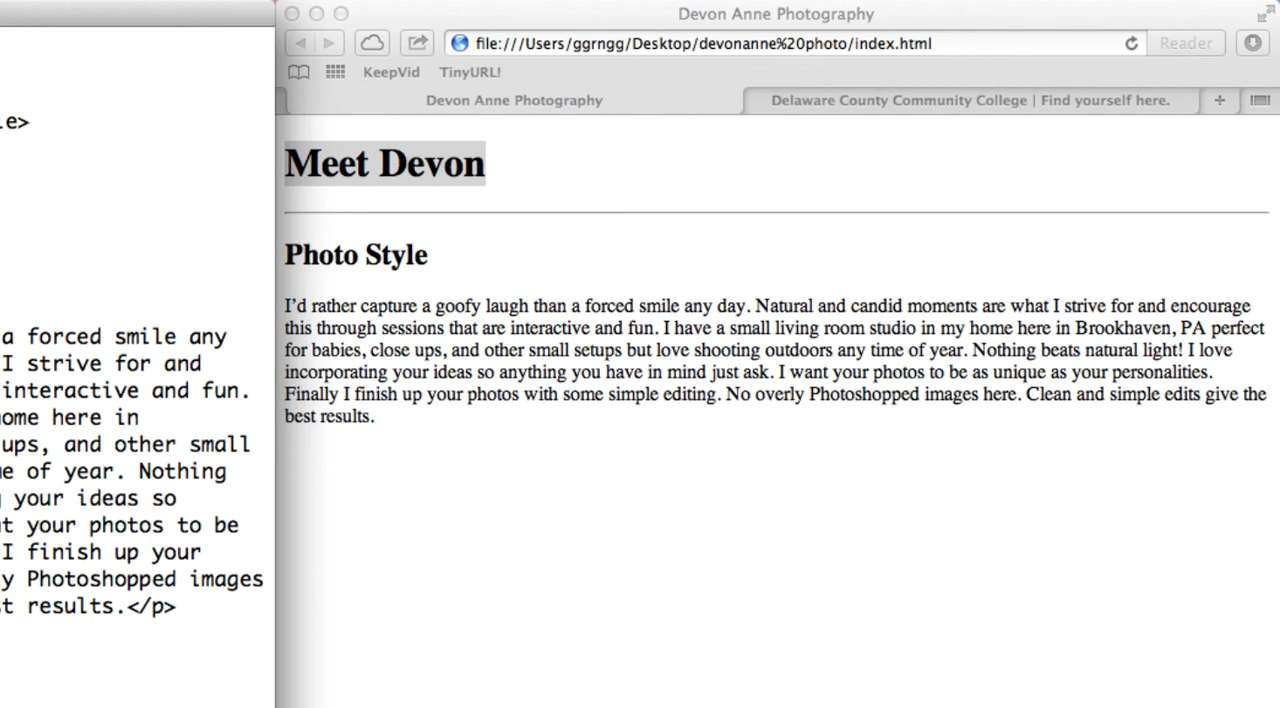 Devon Anne Photography
file:///Users/ggrngg/Desktop/devonanne%20photo/index.html
Reader
KeepVid TinyURL!
Devon Anne Photography
Delaware County Community College | Find yourself here.
le>
a forced smile any
I strive for and
interactive and fun.
home here in
ups, and other small
me of year. Nothing
g your ideas so
nt your photos to be
I finish up your
ly Photoshopped images
st results.</p>
Meet Devon
Photo Style
I’d rather capture a goofy laugh than a forced smile any day. Natural and candid moments are what I strive for and encourage
this through sessions that are interactive and fun. I have a small living room studio in my home here in Brookhaven, PA perfect
for babies, close ups, and other small setups but love shooting outdoors any time of year. Nothing beats natural light! I love
incorporating your ideas so anything you have in mind just ask. I want your photos to be as unique as your personalities.
Finally I finish up your photos with some simple editing. No overly Photoshopped images here. Clean and simple edits give the
best results.